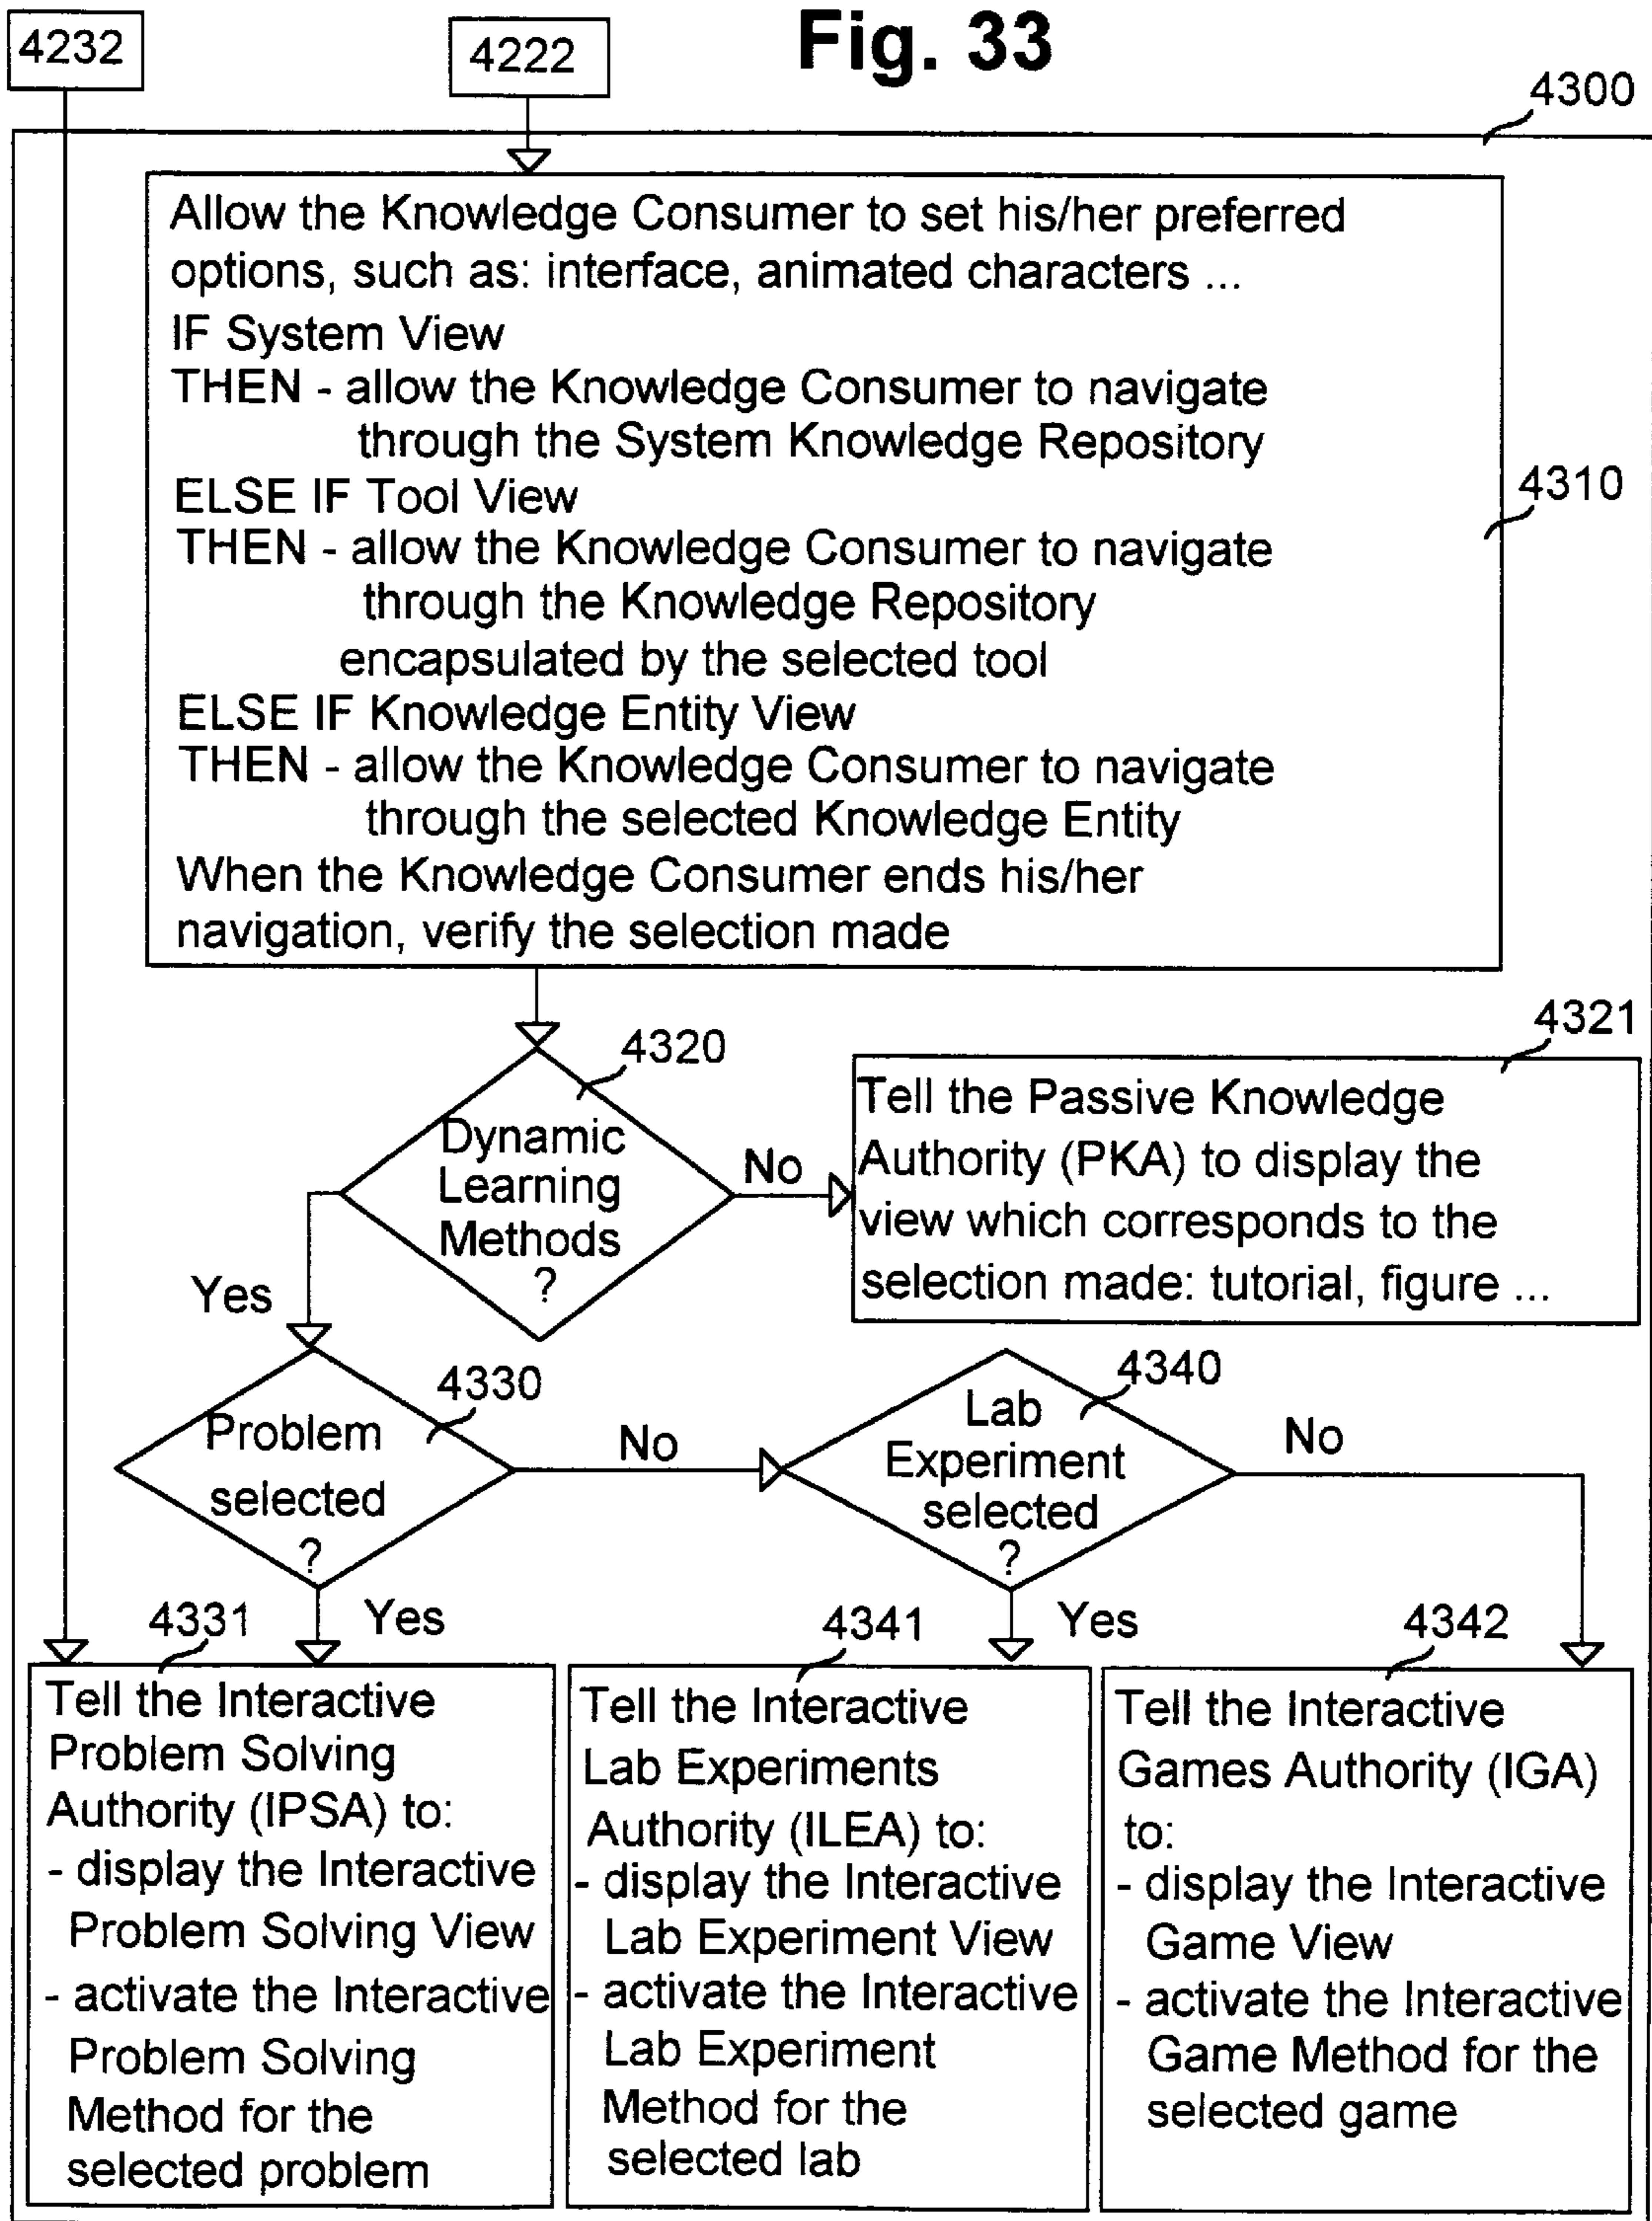 Fig. 33
4232
4222
4300
Allow the Knowledge Consumer to set his/her preferred
options, such as: interface, animated characters ...
IF System View
THEN - allow the Knowledge Consumer to navigate
through the System Knowledge Repository
ELSE IF Tool View
THEN - allow the Knowledge Consumer to navigate
through the Knowledge Repository
encapsulated by the selected tool
ELSE IF Knowledge Entity View
THEN - allow the Knowledge Consumer to navigate
through the selected Knowledge Entity
When the Knowledge Consumer ends his/her
navigation, verify the selection made
4310
4320
Dynamic
Learning
Methods
?
No
Yes
4321
Tell the Passive Knowledge
Authority (PKA) to display the
view which corresponds to the
selection made: tutorial, figure ...
4330
Problem
selected
?
No
Yes
4340
Lab
Experiment
selected
?
No
Yes
4331
Tell the Interactive
Problem Solving
Authority (IPSA) to:
- display the Interactive
Problem Solving View
- activate the Interactive
Problem Solving
Method for the
selected problem
4341
Tell the Interactive
Lab Experiments
Authority (ILEA) to:
- display the Interactive
Lab Experiment View
- activate the Interactive
Lab Experiment
Method for the
selected lab
4342
Tell the Interactive
Games Authority (IGA)
to:
- display the Interactive
Game View
- activate the Interactive
Game Method for the
selected game